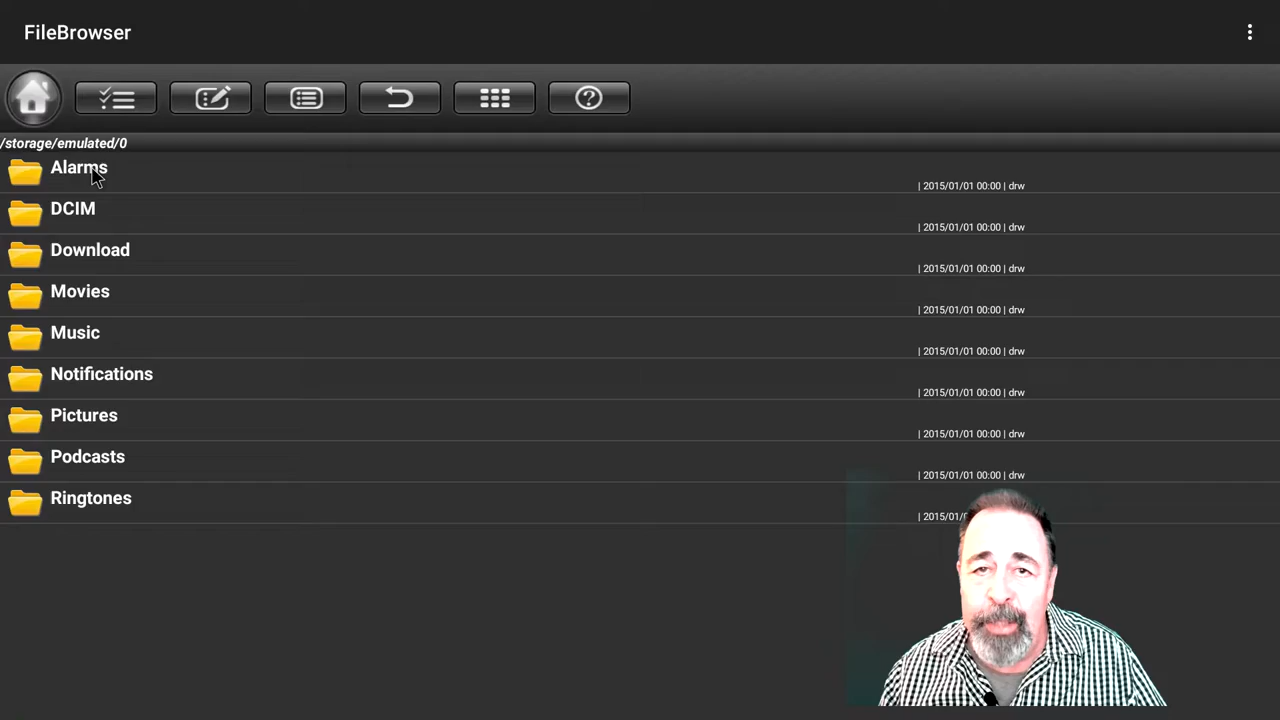 FileBrowser
/storage/emulated/0
Alarms
| 2015/01/01 00:00 | drw
DCIM
| 2015/01/01 00:00 | drw
Download
| 2015/01/01 00:00 | drw
Movies
| 2015/01/01 00:00 | drw
Music
| 2015/01/01 00:00 | drw
Notifications
| 2015/01/01 00:00 | drw
Pictures
| 2015/01/01 00:00 | drw
Podcasts
| 2015/01/01 00:00 | drw
Ringtones
| 2015/01/